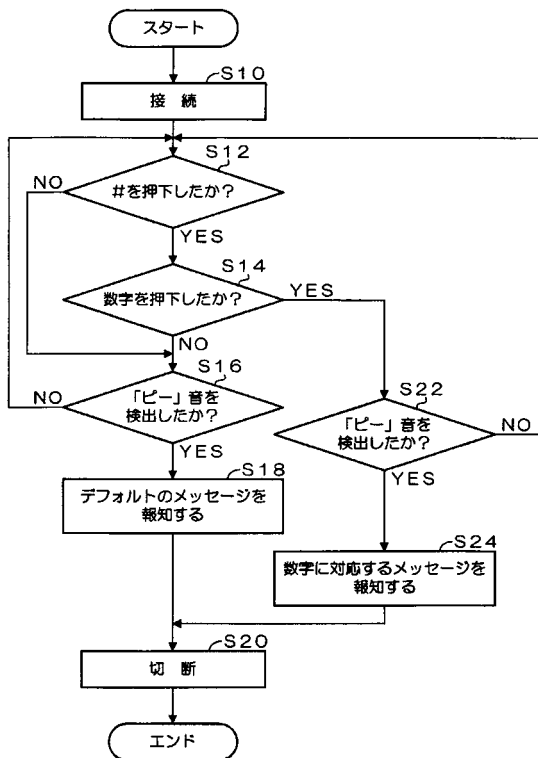 スタート
S10
接 続
S12
NO
#を押下したか？
YES
S14
数字を押下したか？
YES
NO
S16
「ピー」音を
検出したか？
NO
YES
S22
「ピー」音を
検出したか？
NO
YES
S18
デフォルトのメッセージを
報知する
S24
数字に対応するメッセージを
報知する
S20
切 断
エンド